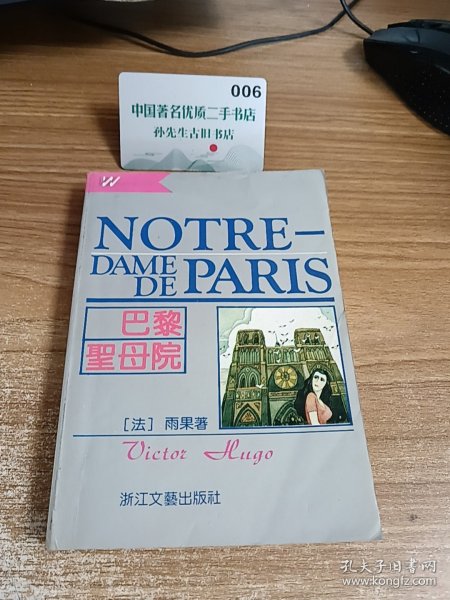 006
中国著名优质二手书店
孙先生古旧书店
W
NOTRE-
DAME
DE
PARIS
巴黎
聖母院
[法] 雨果著
Victor Hugo
浙江文藝出版社
孔夫子旧书网
www.kongfz.com